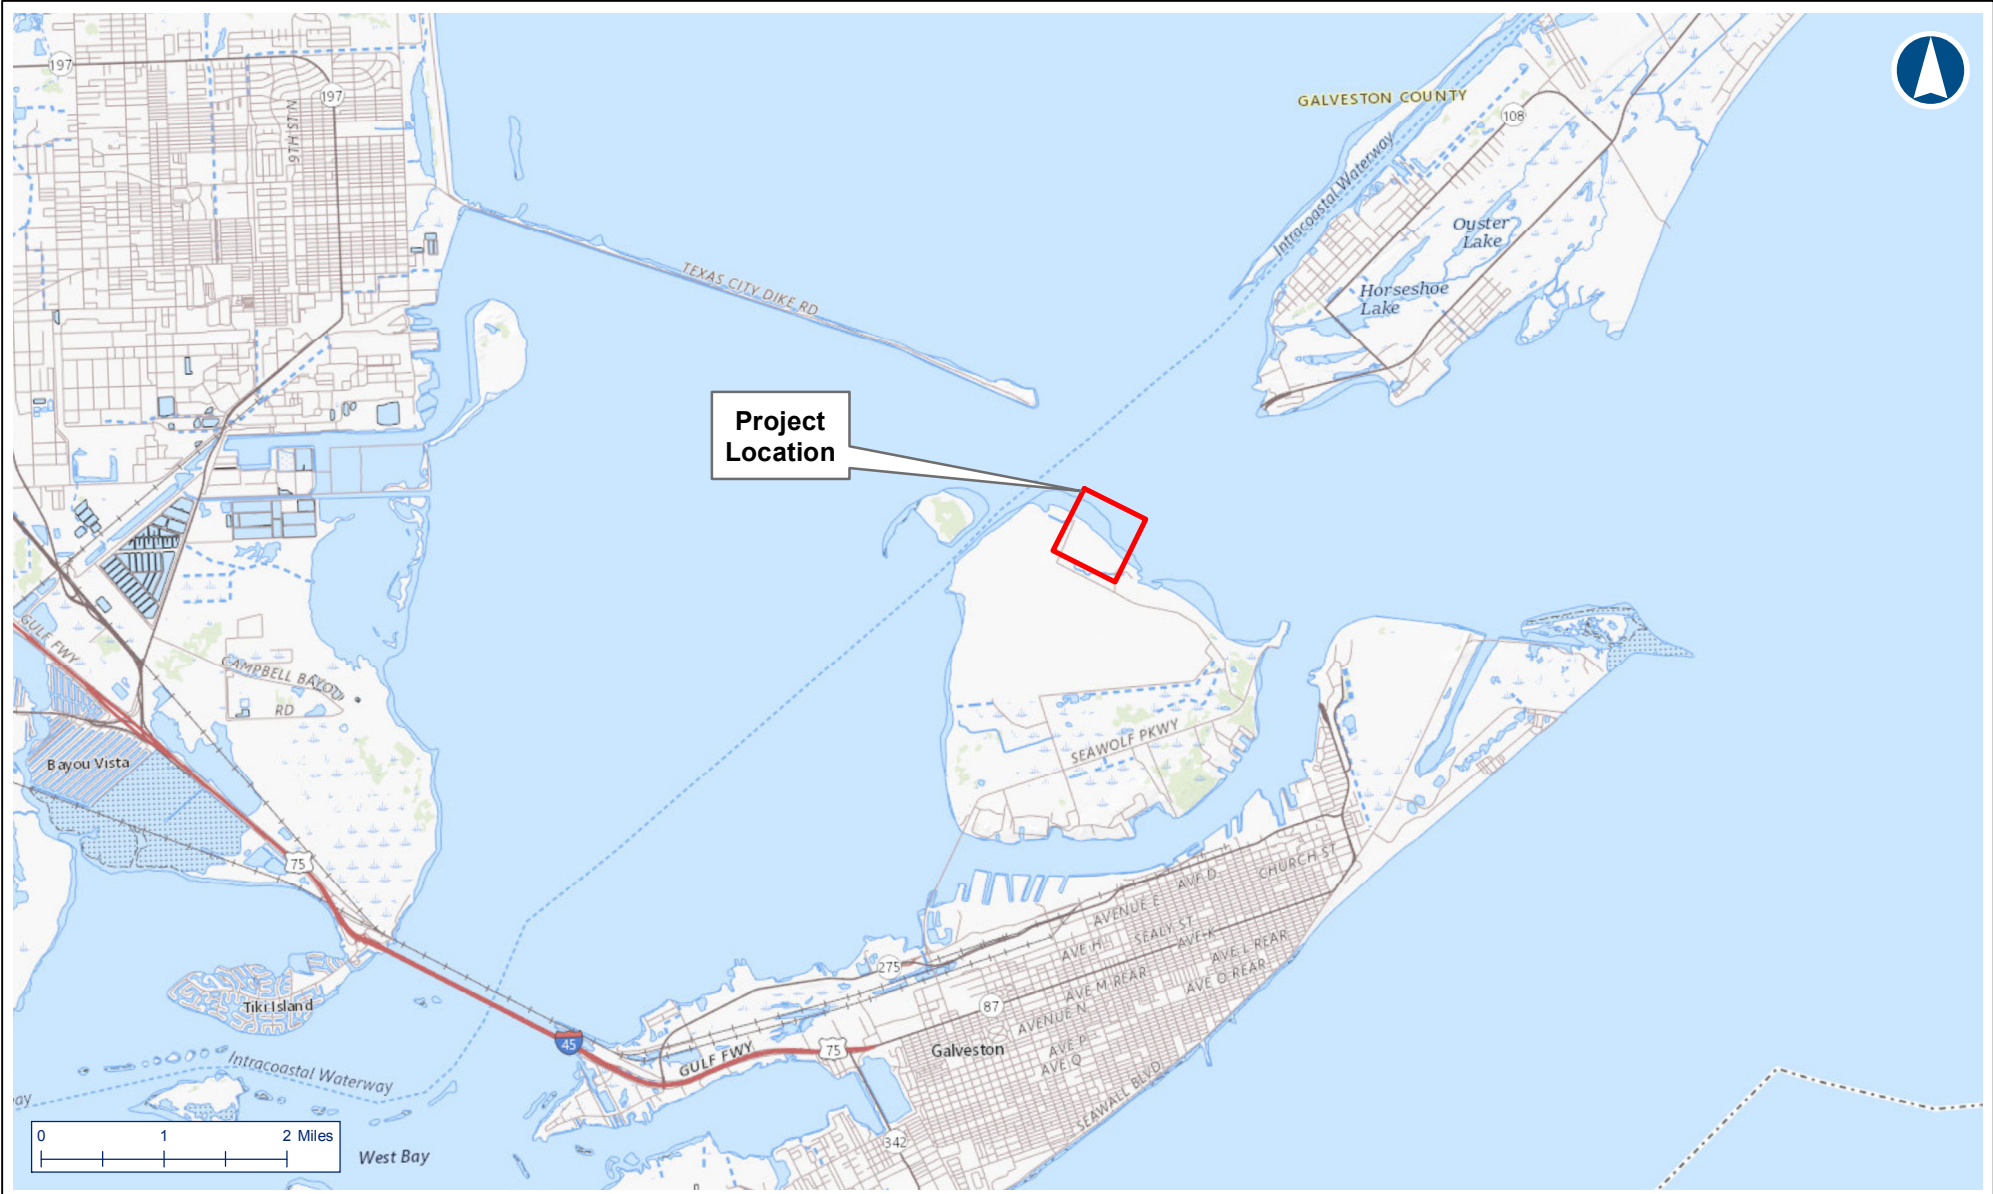 197
197
9TH ST N
GALVESTON COUNTY
108
Intracoastal Waterway
Oyster
Lake
Horseshoe
Lake
TEXAS CITY DIKE RD
Project
Location
GULF FWY
CAMPBELL BAYOU
RD
Bayou Vista
SEAWOLF PKWY
75
CHURCH ST
AVE D
AVENUE E
SEALY ST
AVE H
AVE K
AVE L REAR
275
AVE M REAR
AVE O REAR
Tiki Island
87
AVENUE N
45
GULF FWY
75
Galveston
AVE P
AVE Q
Intracoastal Waterway
ay
SEAWALL BLVD
342
West Bay
0 1 2 Miles